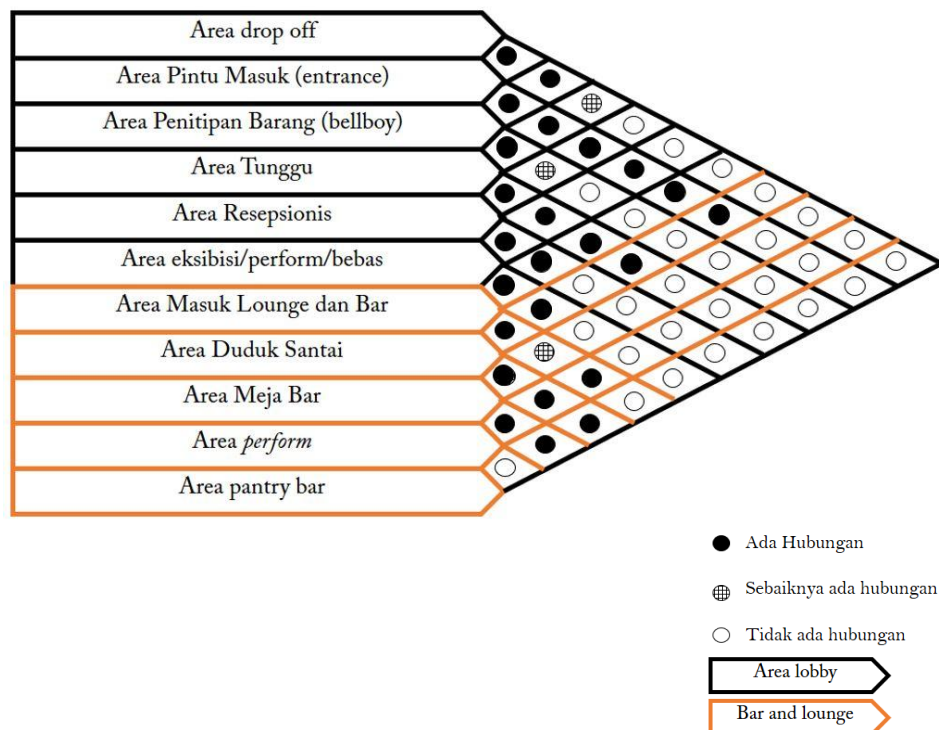 Area drop off
Area Pintu Masuk (entrance)
Area Penitipan Barang (bellboy)
Area Tunggu
Area Resepsionis
Area eksibisi/perform/bebas
Area Masuk Lounge dan Bar
Area Duduk Santai
Area Meja Bar
Area perform
Area pantry bar
Ada Hubungan
Sebaiknya ada hubungan
Tidak ada hubungan
Area lobby
Bar and lounge